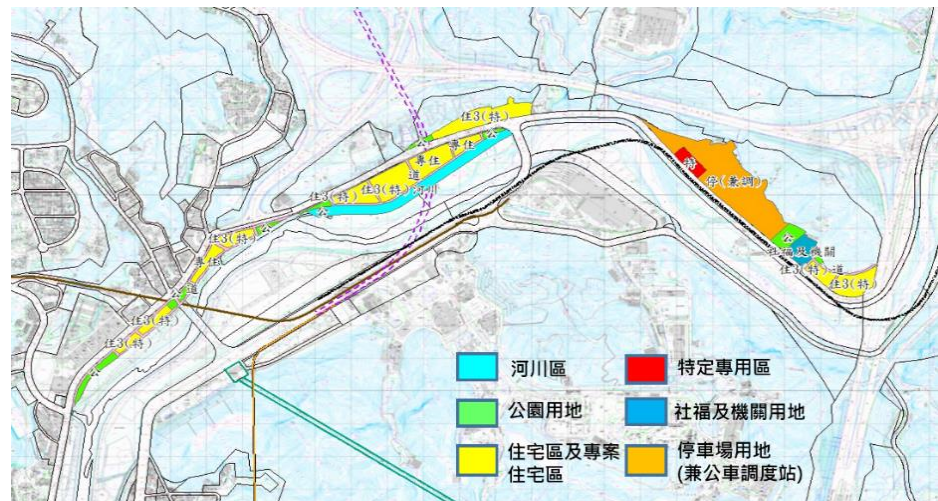 住3(特)
公
公
專住
專住
道
住3(特)
河川
住3(特)
公
公
住3(特)
專住
道
公
住3(特)
住3(特)
公
特
停(兼調)
公
社福及機關
住3(特)
道
住3(特)
河川區
特定專用區
公園用地
社福及機關用地
住宅區及專案
住宅區
停車場用地
(兼公車調度站)